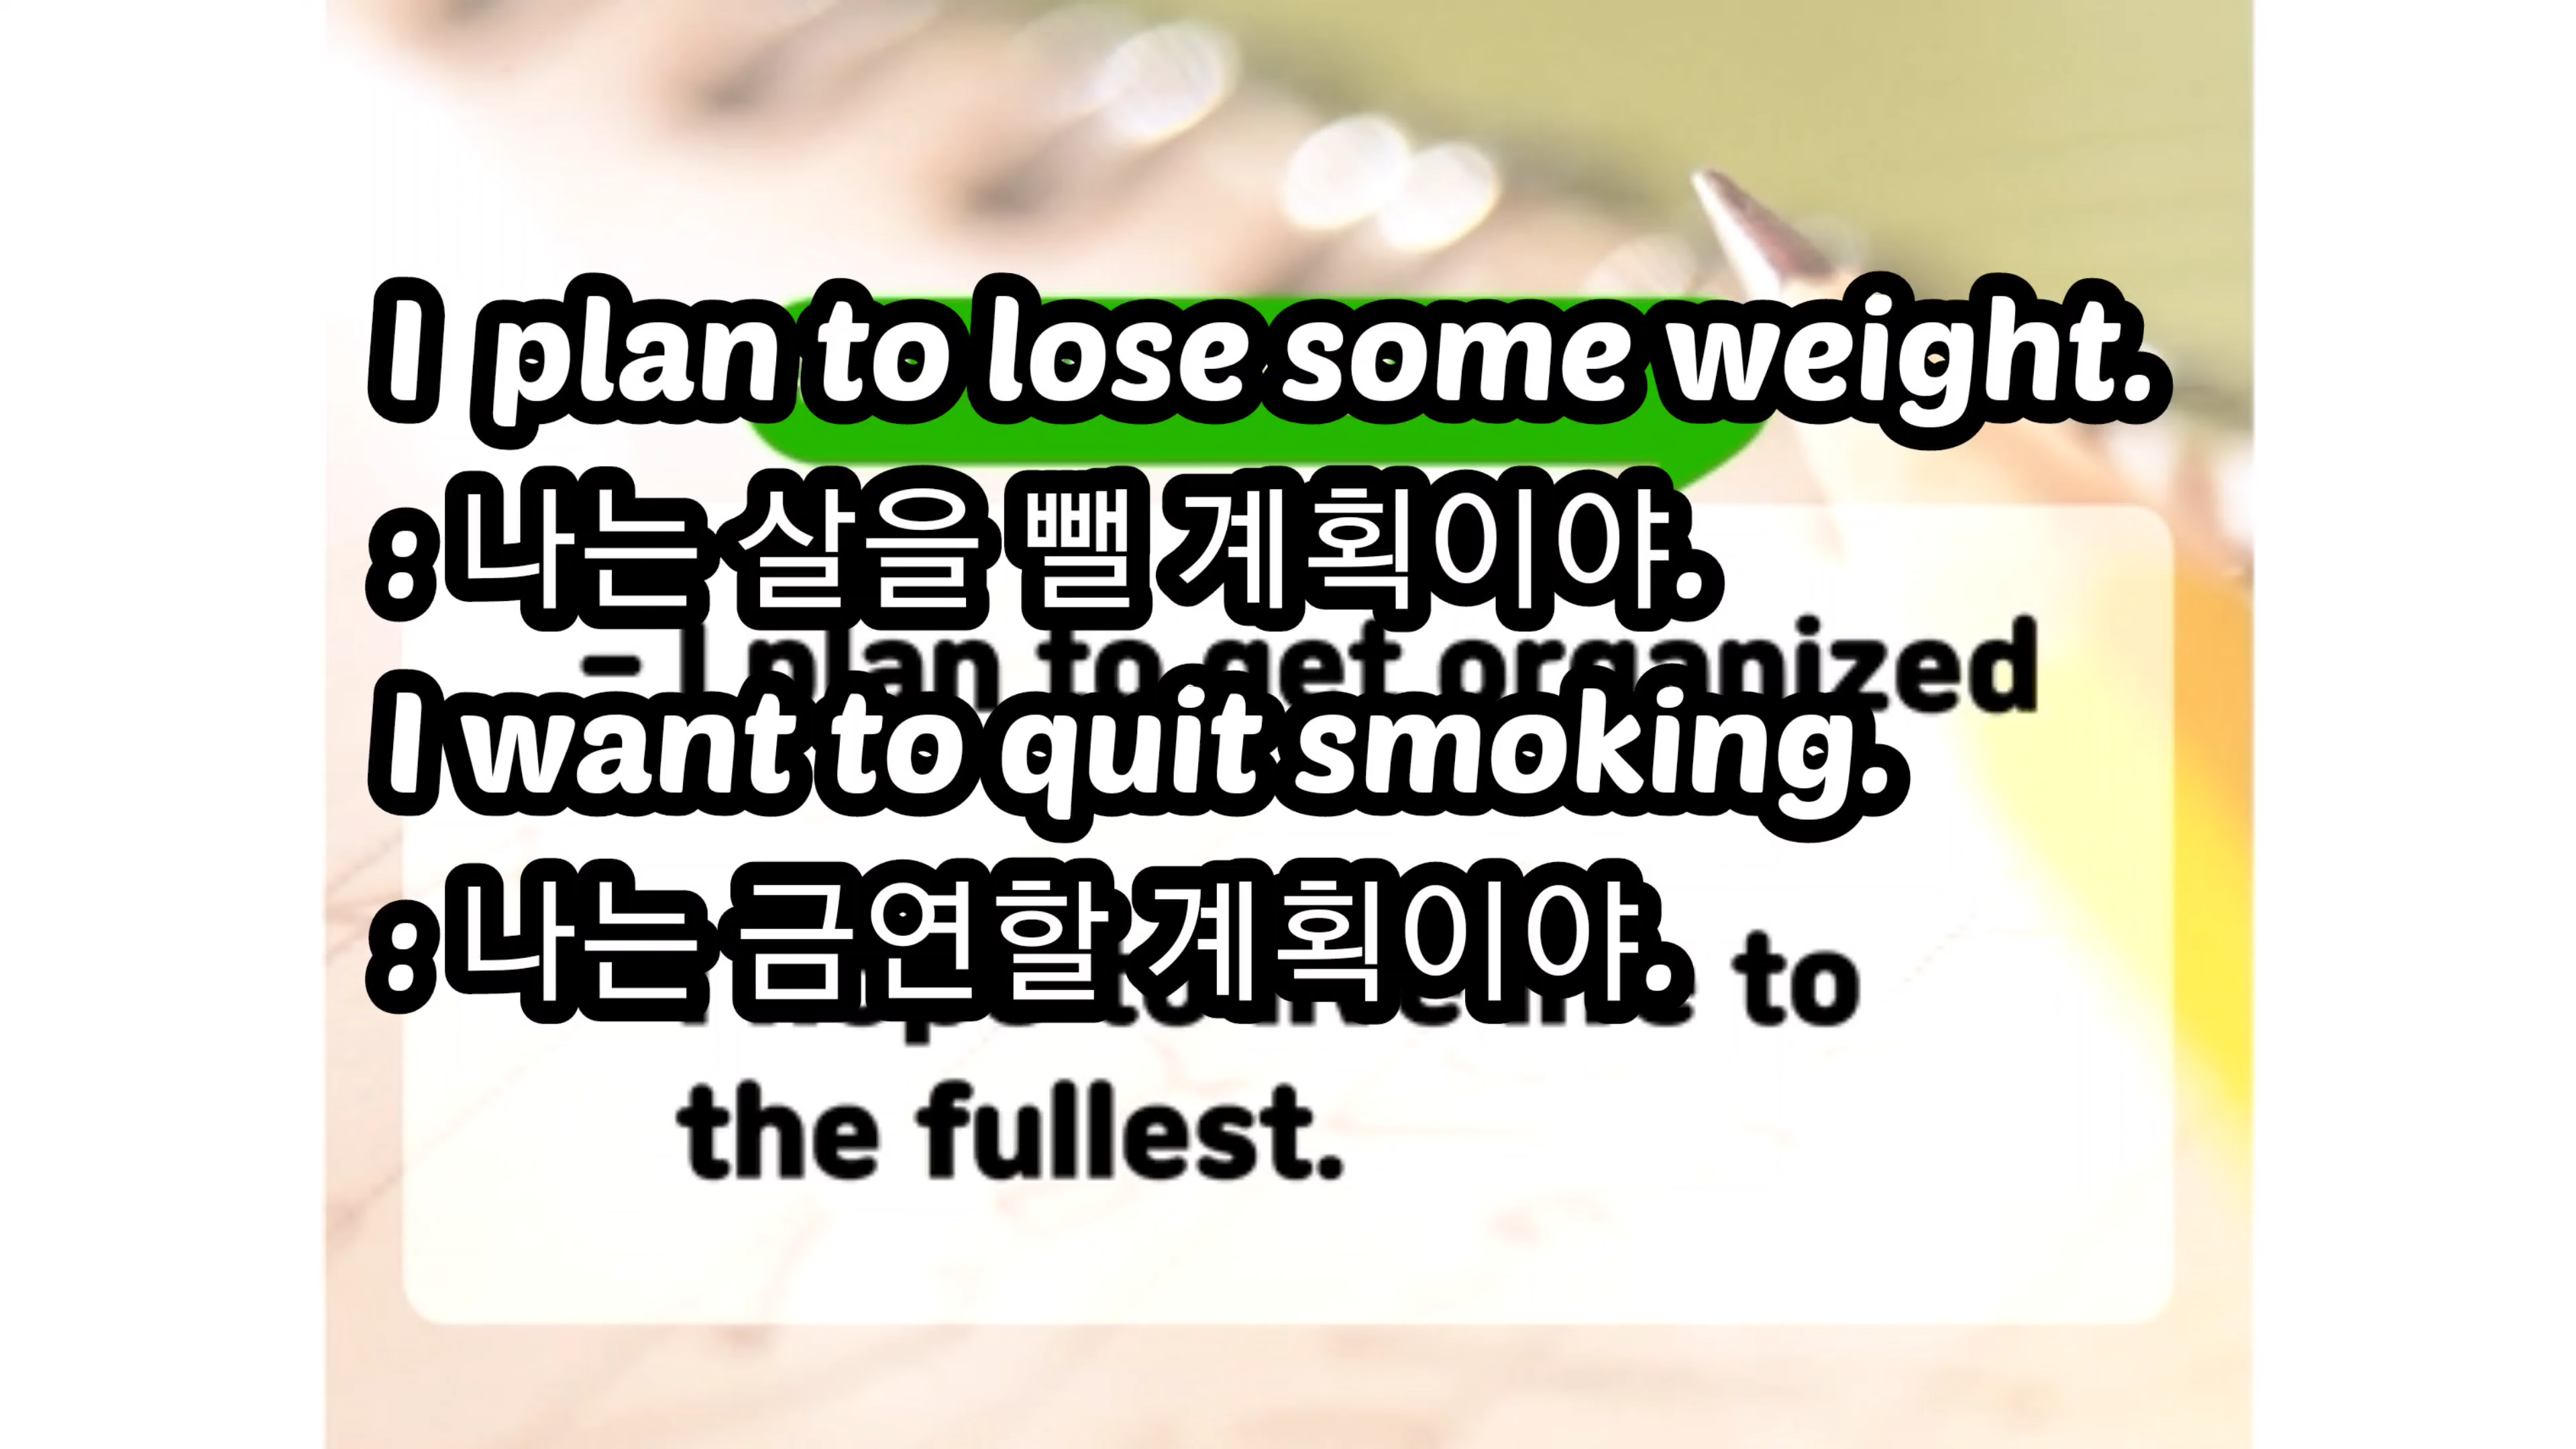 I plan to lose some weight.
: 나는 살을 뺄 계획이야.
- I plan to get organized
I want to quit smoking.
: 나는 금연할 계획이야.
to
the fullest.